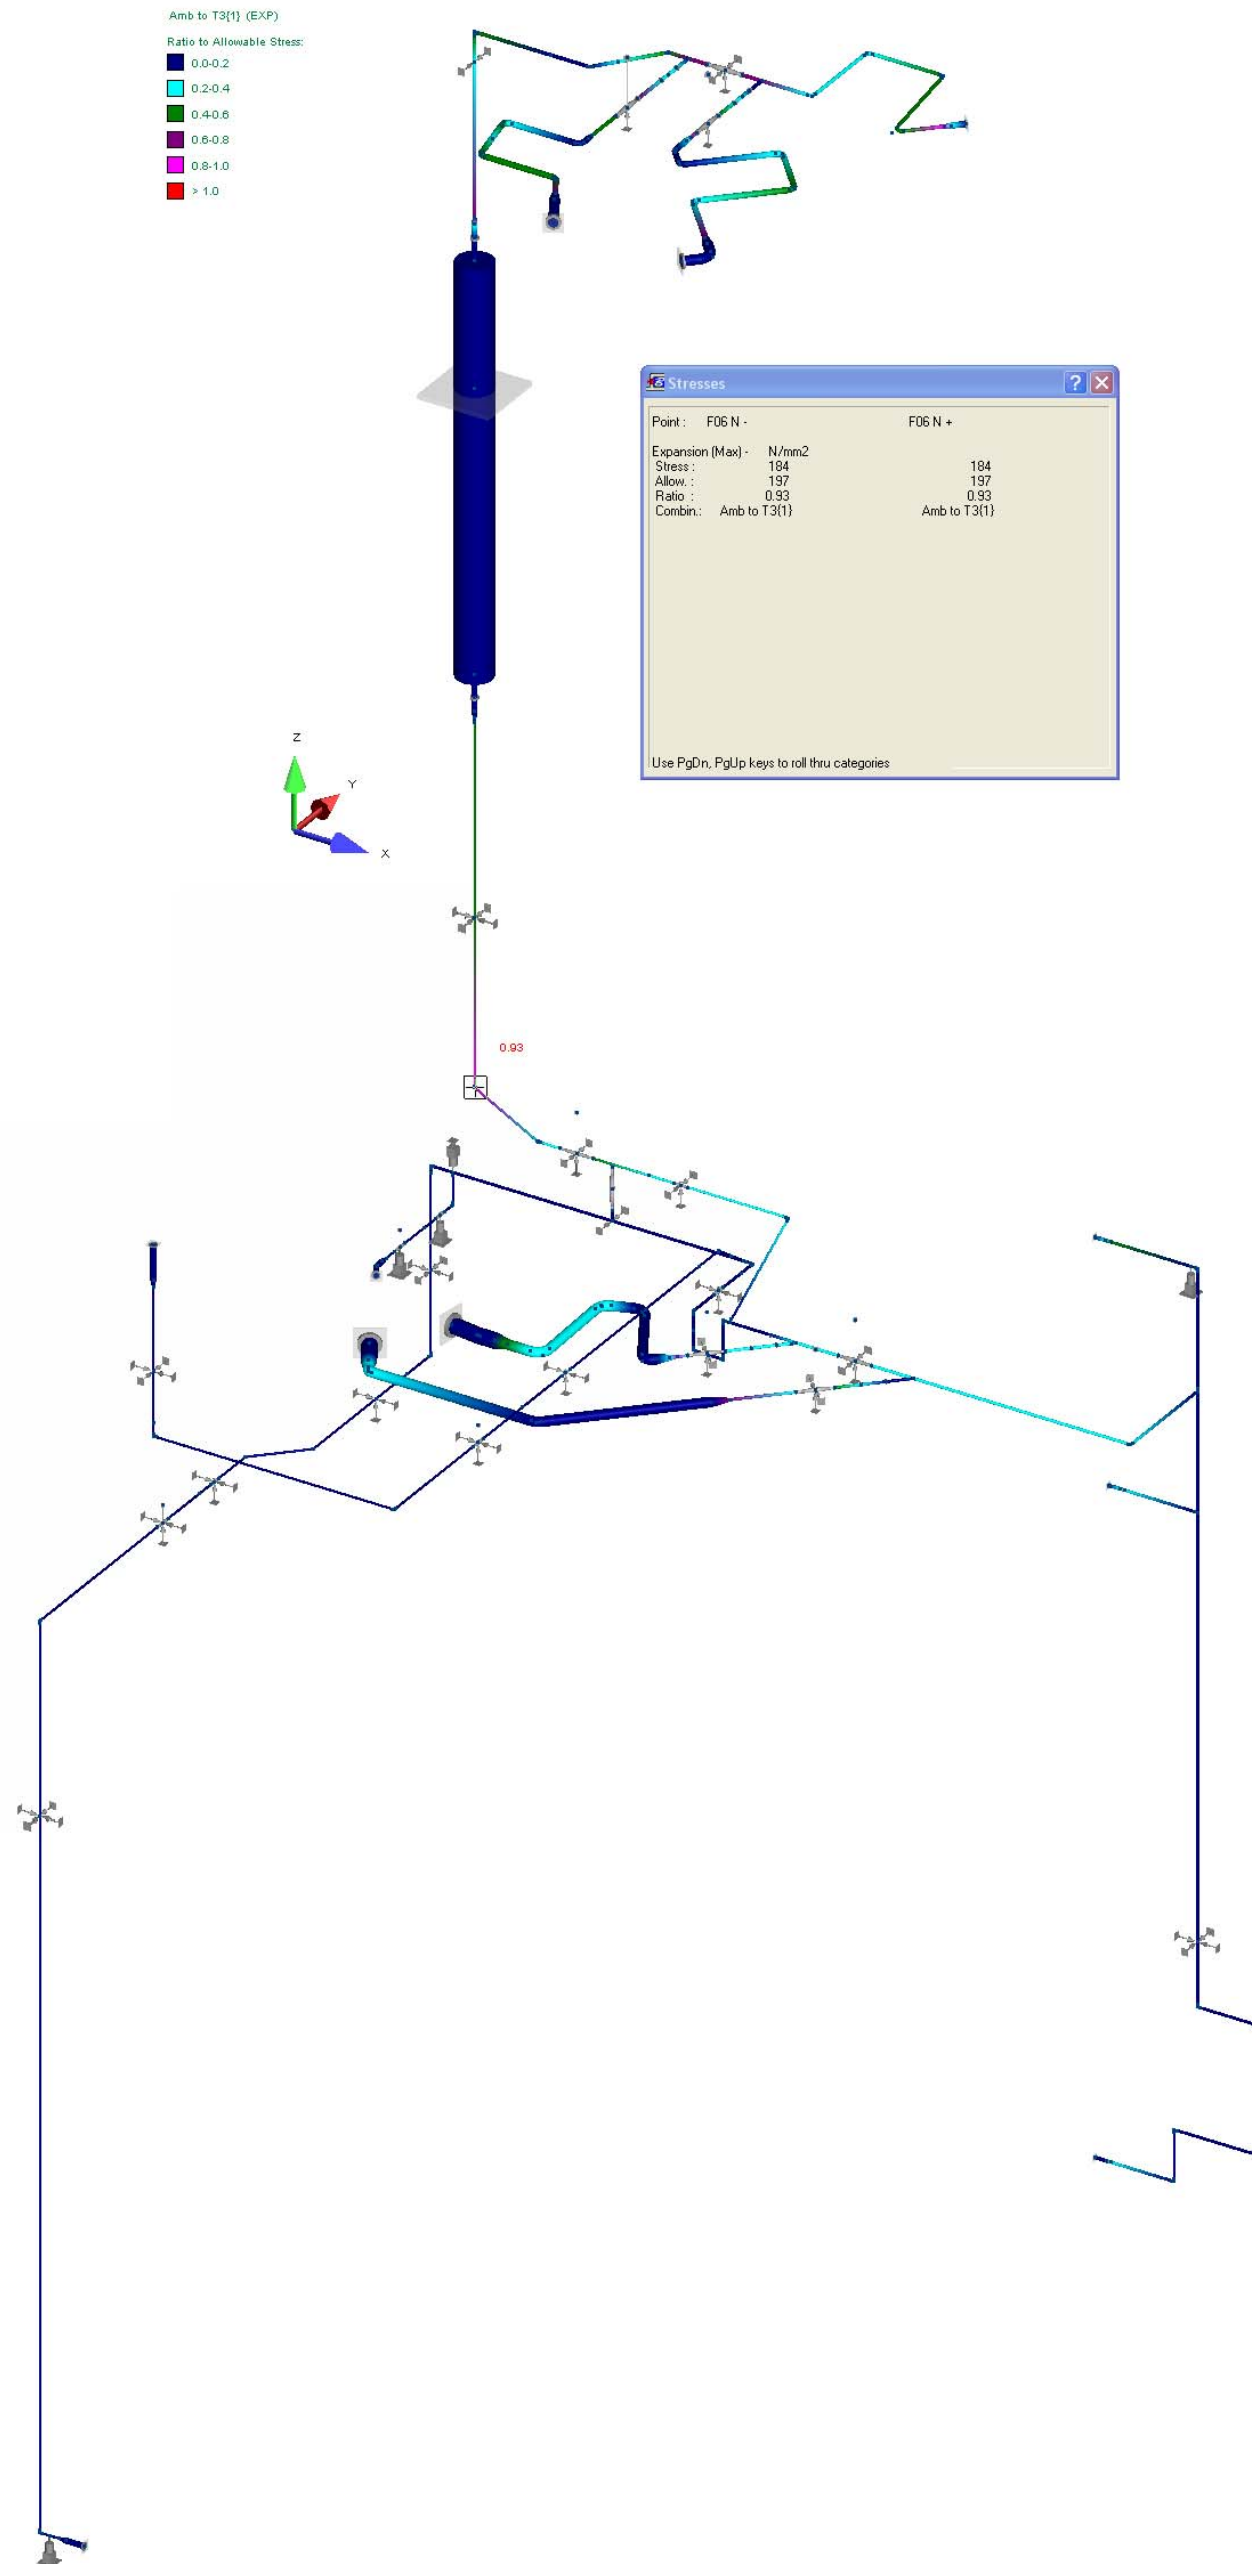 Amb to T3{1} (EXP)
Ratio to Allowable Stress:
0.0-0.2
0.2-0.4
0.4-0.6
0.6-0.8
0.8-1.0
> 1.0
Stresses
Point : F06 N - F06 N +
Expansion (Max) - N/mm2
Stress : 184 184
Allow. : 197 197
Ratio : 0.93 0.93
Combin.: Amb to T3{1} Amb to T3{1}
Use PgDn, PgUp keys to roll thru categories
Z
Y
X
0.93